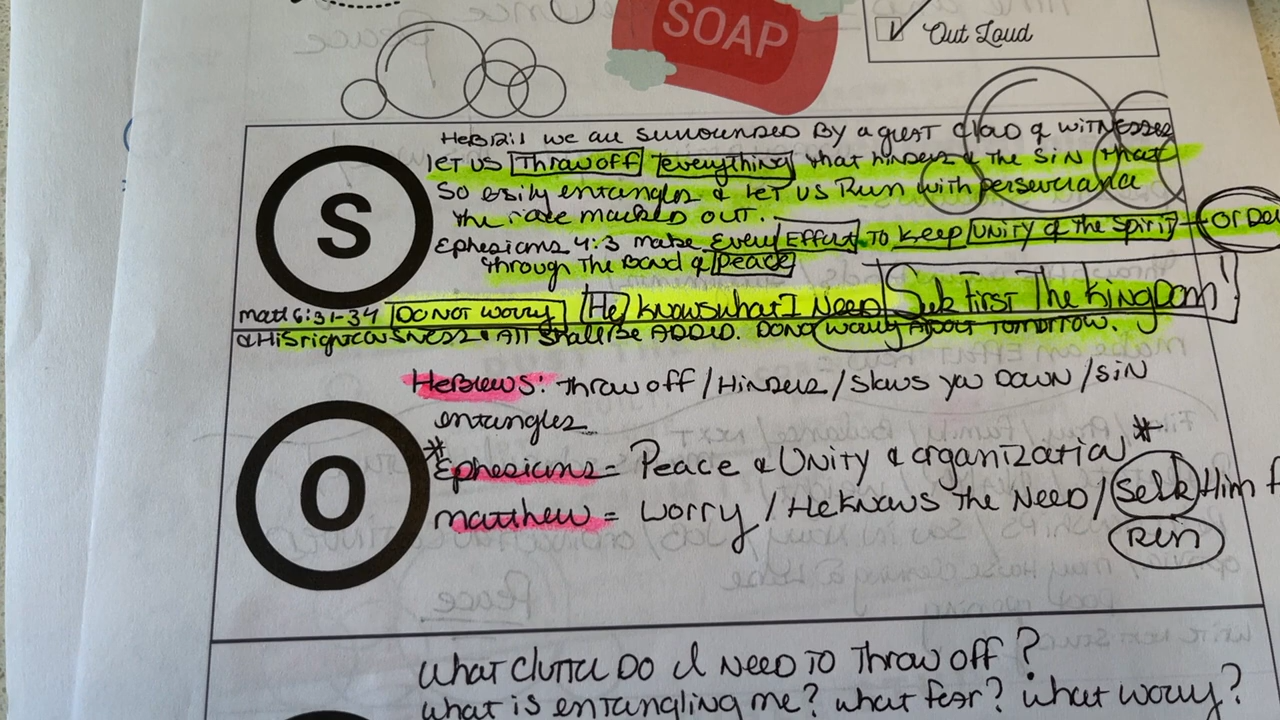 SOAP
Out Loud
S
HEB 12:1 we are surrounded By a great cloud & witnesses
let us Throw off everything that hinders & The sin that
so easily entangles & let us Run with perseverance
the race marked out.
Ephesians 4:3 make Every Effort to keep unity of the Spirit - order
through The Bond of peace
matt 6:31-34 DO NOT worry He knows what I Need Seek First The Kingdom!
& His righteousness & All shall Be ADDED. DO NO worry About tomorrow.
O
Hebrews: Throw off / Hinders / slows you Down / sin
entangles
*Ephesians = Peace & Unity & organization *
matthew = worry / He knows The Need / Seek Him
Run
what clutter DO I NEED TO Throw off?
what is entangling me? what fear? what worry?